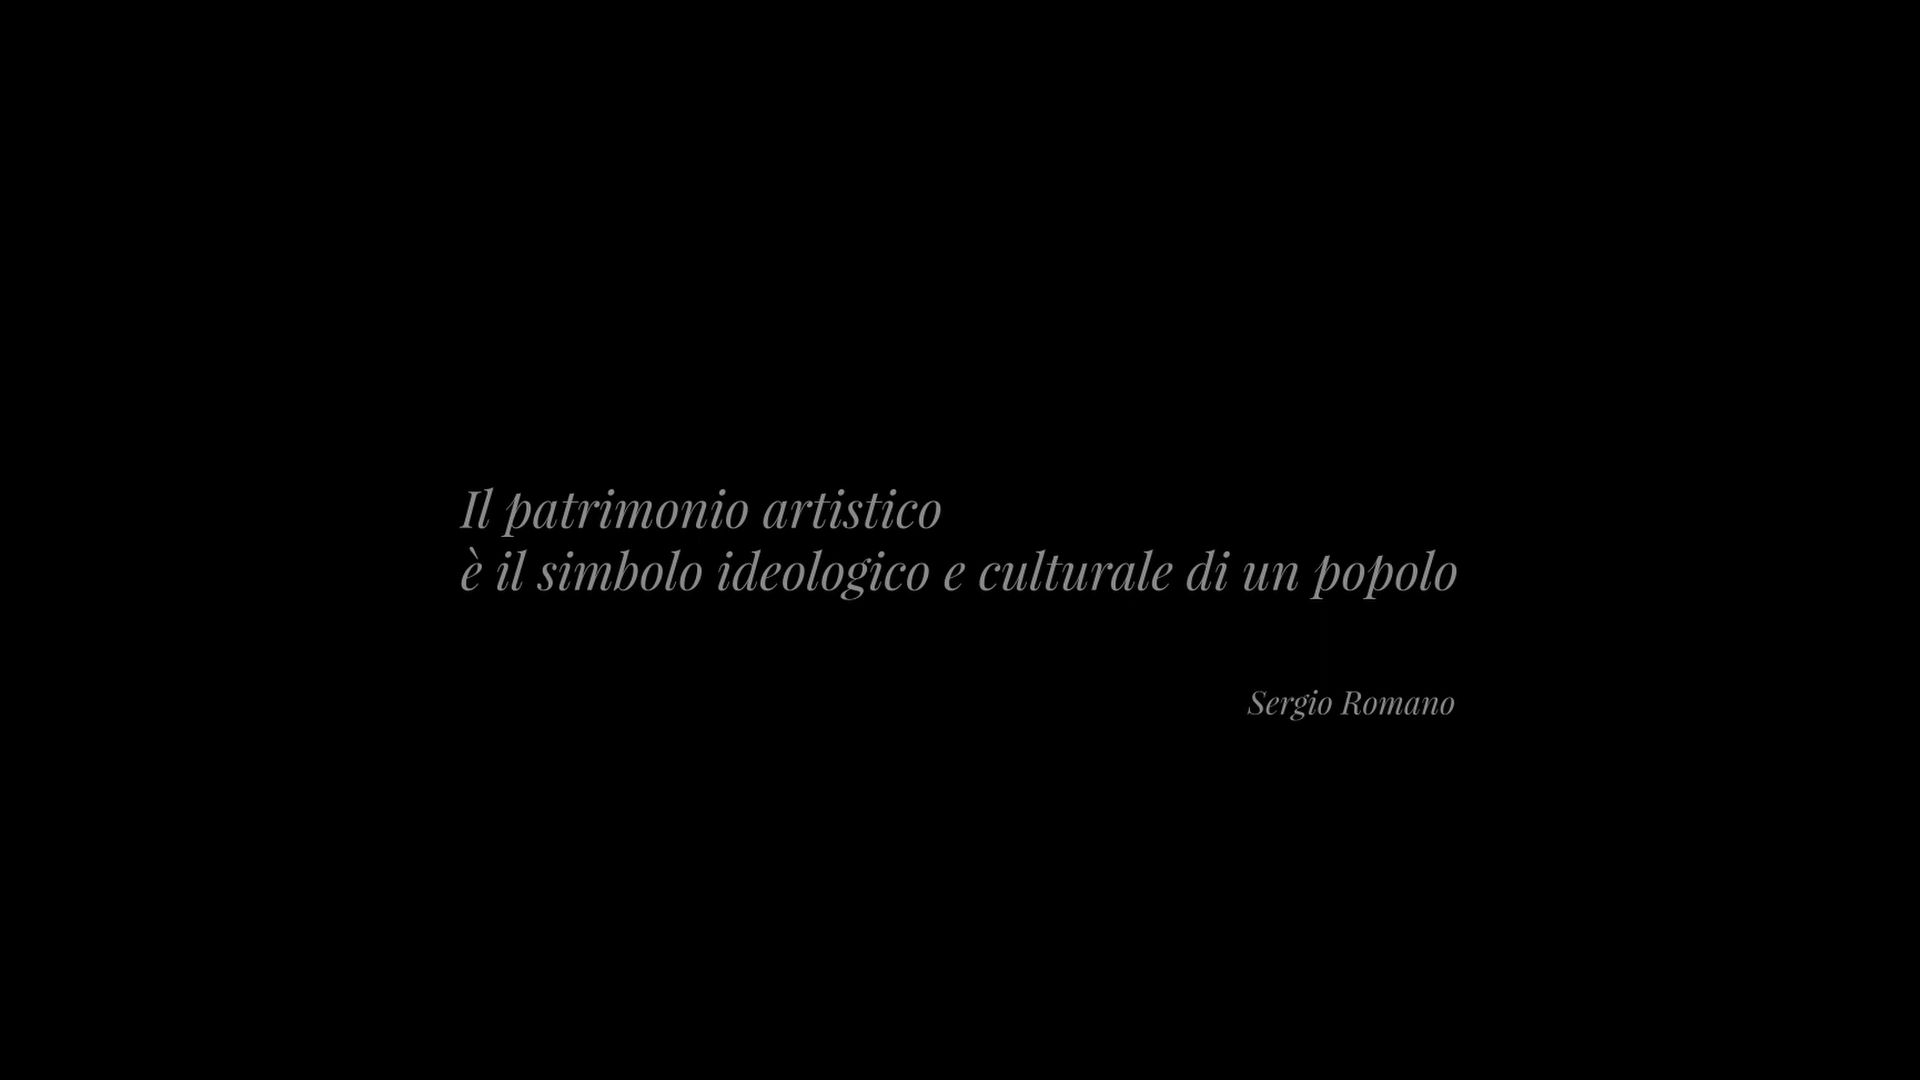 Il patrimonio artistico
è il simbolo ideologico e culturale di un popolo
Sergio Romano